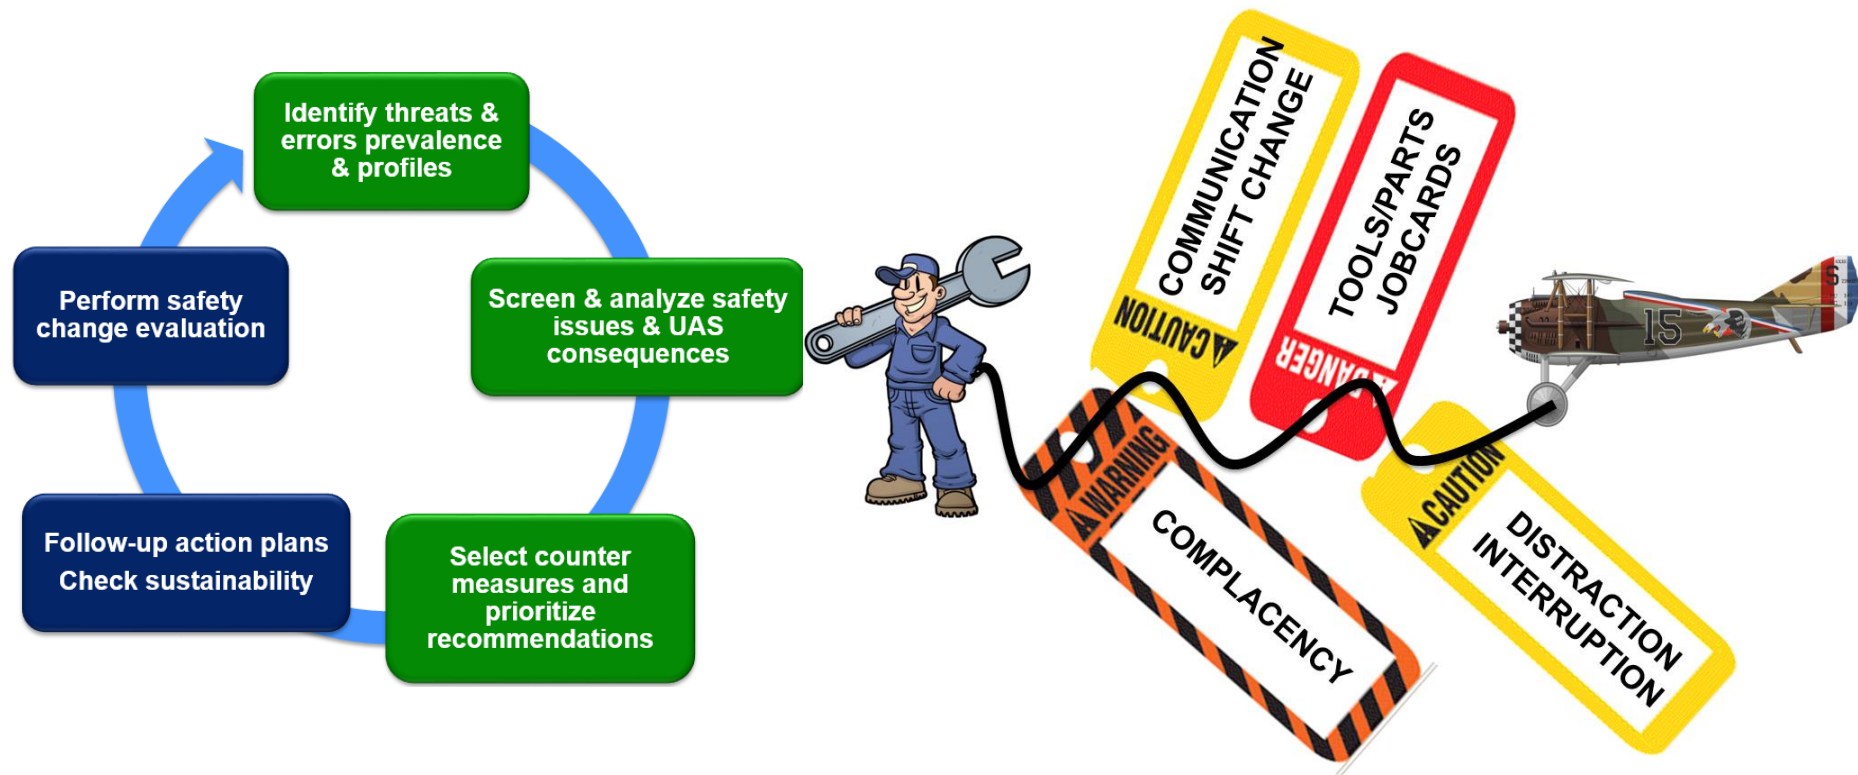 Identify threats &
errors prevalence
& profiles
Screen & analyze safety
issues & UAS
consequences
Select counter
measures and
prioritize
recommendations
Follow-up action plans
Check sustainability
Perform safety
change evaluation
COMMUNICATION
SHIFT CHANGE
CAUTION
TOOLS/PARTS
JOBCARDS
DANGER
WARNING
COMPLACENCY
CAUTION
DISTRACTION
INTERRUPTION
15
S